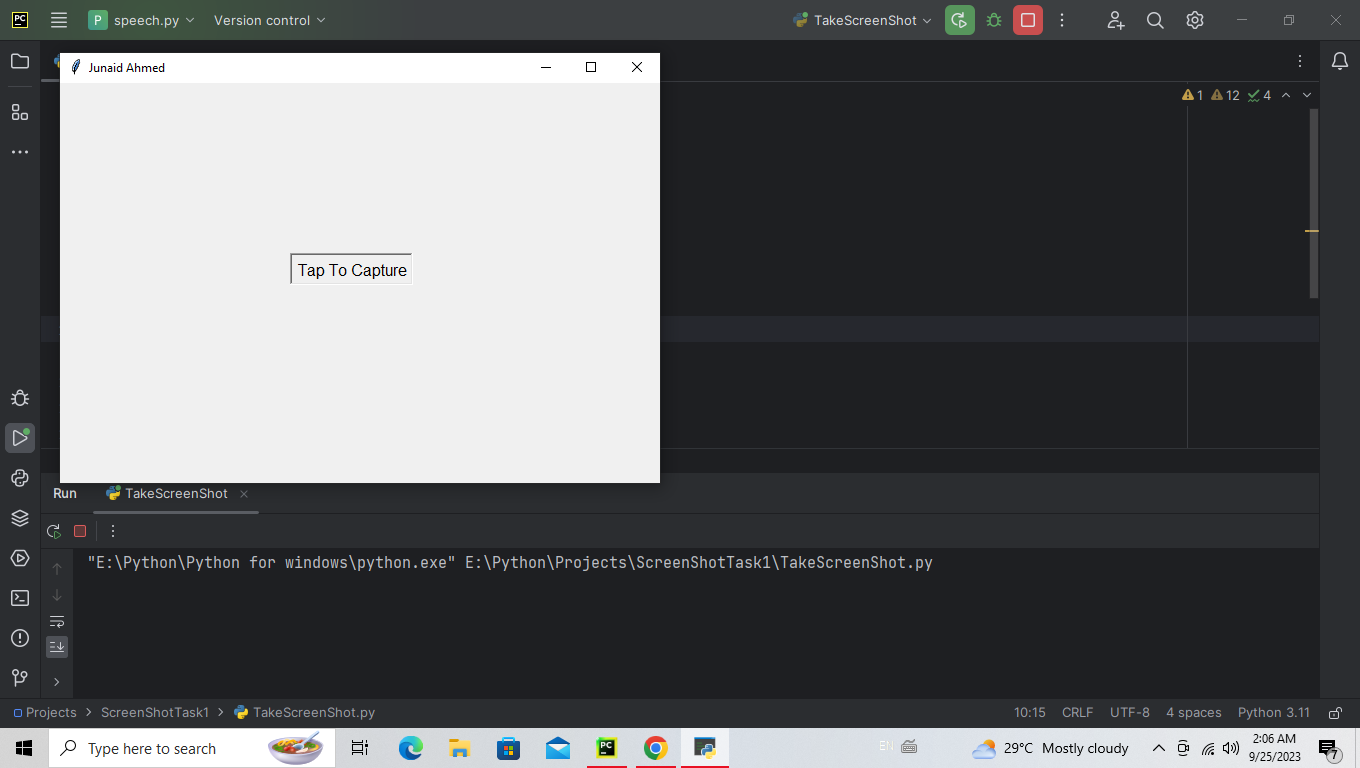 PC P speech.py Version control TakeScreenShot
Junaid Ahmed
1 12 4
Tap To Capture
Run TakeScreenShot
"E:\Python\Python for windows\python.exe" E:\Python\Projects\ScreenShotTask1\TakeScreenShot.py
Projects ScreenShotTask1 TakeScreenShot.py 10:15 CRLF UTF-8 4 spaces Python 3.11
Type here to search PC EN 29°C Mostly cloudy 2:06 AM 7
9/25/2023